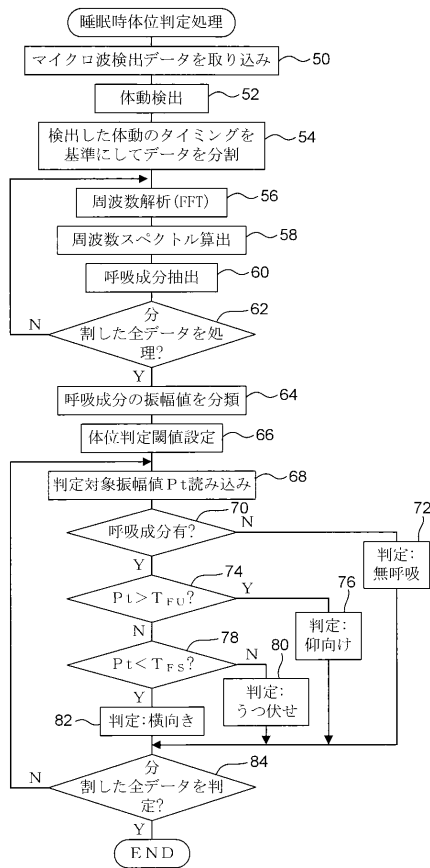 睡眠時体位判定処理
マイクロ波検出データを取り込み
50
体動検出
52
検出した体動のタイミングを
基準にしてデータを分割
54
周波数解析(FFT)
56
周波数スペクトル算出
58
呼吸成分抽出
60
62
分
割した全データを処
理?
N
Y
呼吸成分の振幅値を分類
64
体位判定閾値設定
66
判定対象振幅値Pt読み込み
68
70
呼吸成分有?
N
72
判定:
無呼吸
Y
74
Pt>TFU?
Y
76
判定:
仰向け
N
78
Pt<TFS?
N
80
判定:
うつ伏せ
Y
82
判定:横向き
84
分
割した全データを判
定?
N
Y
END